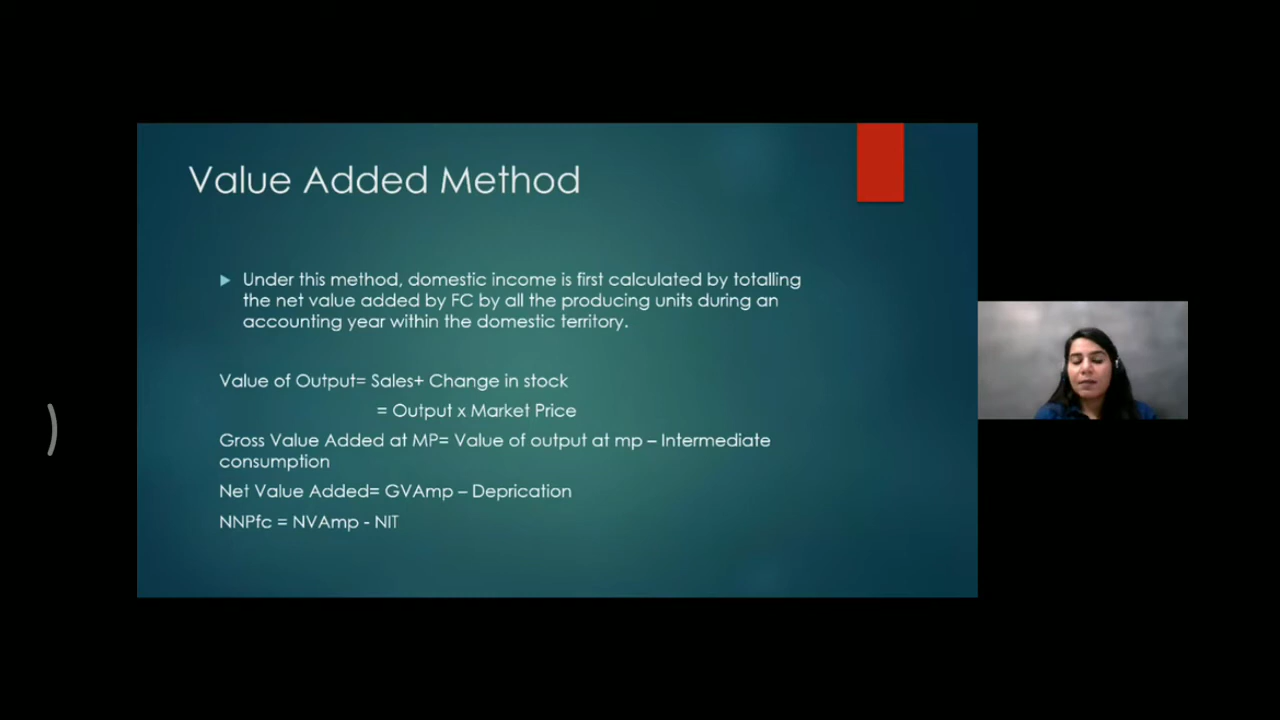 Value Added Method
Under this method, domestic income is first calculated by totalling
the net value added by FC by all the producing units during an
accounting year within the domestic territory.
Value of Output= Sales+ Change in stock
= Output x Market Price
Gross Value Added at MP= Value of output at mp – Intermediate
consumption
Net Value Added= GVAmp – Deprication
NNPfc = NVAmp - NIT